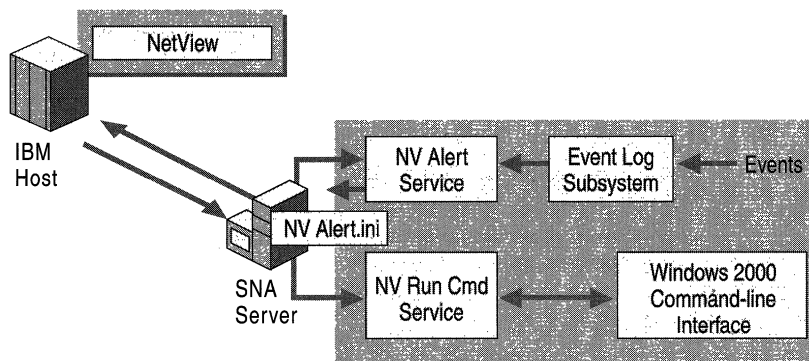 NetView
IBM
Host
NV Alert
Service
Event Log
Subsystem
Events
NV Alert.ini
SNA
Server
NV Run Cmd
Service
Windows 2000
Command-line
Interface